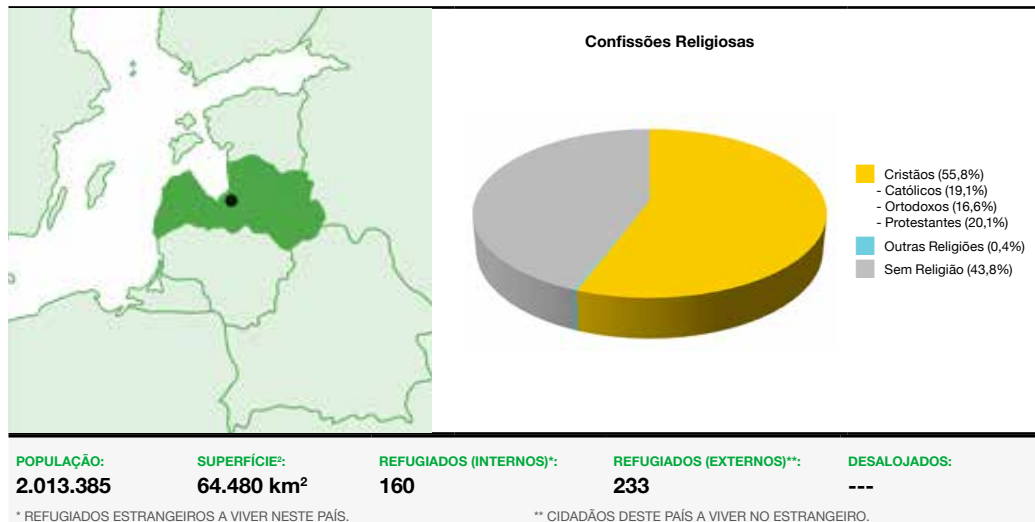 Confissões Religiosas
Cristãos (55,8%)
- Católicos (19,1%)
- Ortodoxos (16,6%)
- Protestantes (20,1%)
Outras Religiões (0,4%)
Sem Religião (43,8%)
POPULAÇÃO: SUPERFÍCIE²: REFUGIADOS (INTERNOS)*: REFUGIADOS (EXTERNOS)**: DESALOJADOS:
2.013.385 64.480 km² 160 233 ---
* REFUGIADOS ESTRANGEIROS A VIVER NESTE PAÍS. ** CIDADÃOS DESTE PAÍS A VIVER NO ESTRANGEIRO.